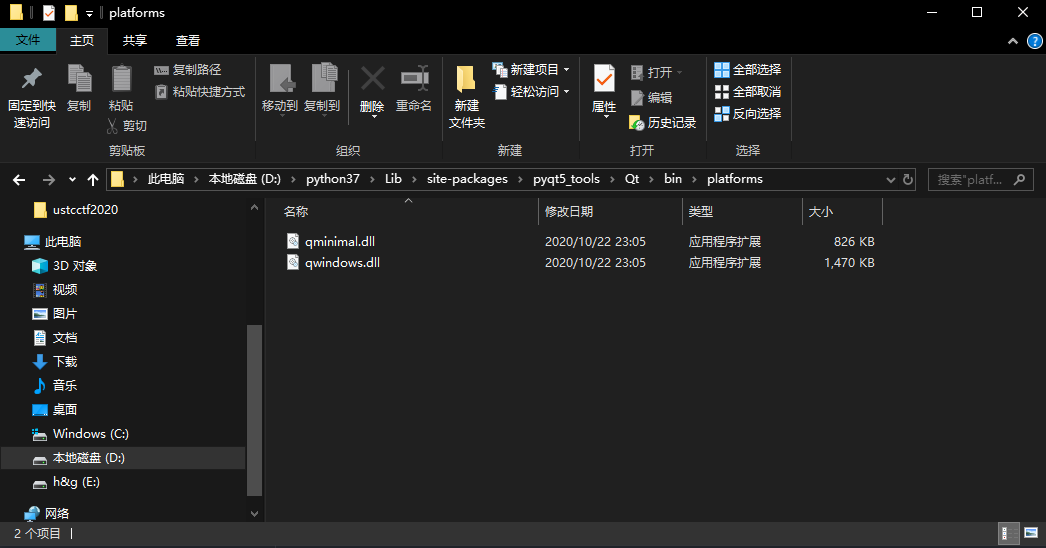 platforms
文件 主页 共享 查看
固定到快速访问 复制 粘贴 复制路径 粘贴快捷方式 剪切
移动到 复制到 删除 重命名
新建文件夹 新建项目 轻松访问
属性 打开 编辑 历史记录
全部选择 全部取消 反向选择
剪贴板 组织 新建 打开 选择
此电脑 本地磁盘 (D:) python37 Lib site-packages pyqt5_tools Qt bin platforms
搜索"platf...
ustcctf2020
此电脑
3D 对象
视频
图片
文档
下载
音乐
桌面
Windows (C:)
本地磁盘 (D:)
h&g (E:)
网络
名称 修改日期 类型 大小
qminimal.dll 2020/10/22 23:05 应用程序扩展 826 KB
qwindows.dll 2020/10/22 23:05 应用程序扩展 1,470 KB
2 个项目